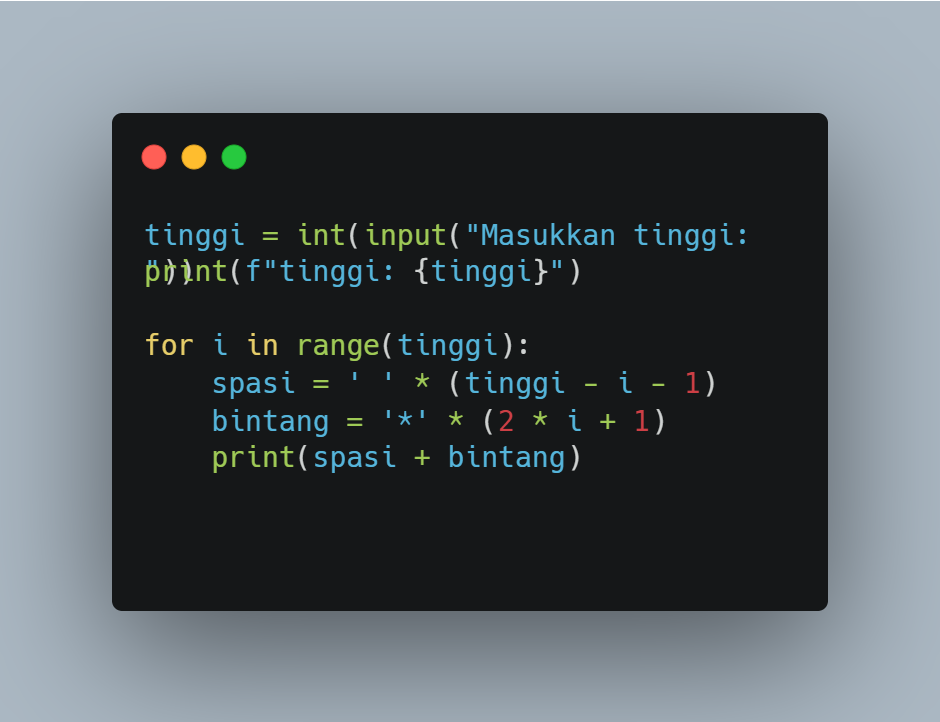 tinggi = int(input("Masukkan tinggi:
"))
print(f"tinggi: {tinggi}")
for i in range(tinggi):
    spasi = ' ' * (tinggi - i - 1)
    bintang = '*' * (2 * i + 1)
    print(spasi + bintang)